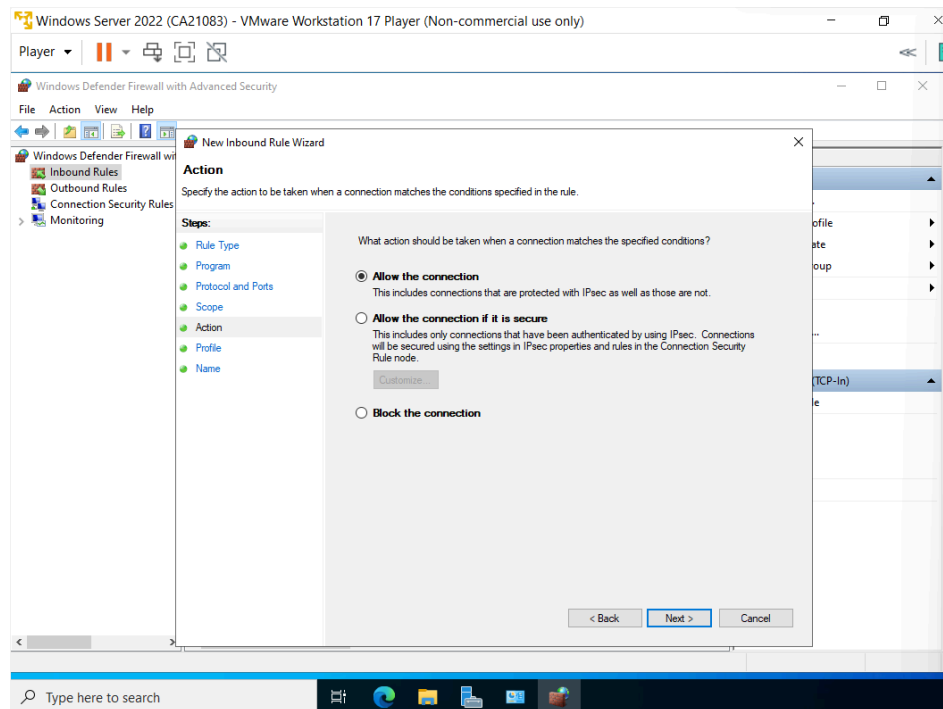 Windows Server 2022 (CA21083) - VMware Workstation 17 Player (Non-commercial use only)
Player
Windows Defender Firewall with Advanced Security
File Action View Help
New Inbound Rule Wizard
Windows Defender Firewall wit
Inbound Rules
Outbound Rules
Connection Security Rules
Monitoring
Action
Specify the action to be taken when a connection matches the conditions specified in the rule.
Steps:
Rule Type
Program
Protocol and Ports
Scope
Action
Profile
Name
What action should be taken when a connection matches the specified conditions?
Allow the connection
This includes connections that are protected with IPsec as well as those are not.
Allow the connection if it is secure
This includes only connections that have been authenticated by using IPsec. Connections
will be secured using the settings in IPsec properties and rules in the Connection Security
Rule node.
Customize...
Block the connection
< Back Next > Cancel
ofile
ate
oup
...
(TCP-In)
le
Type here to search